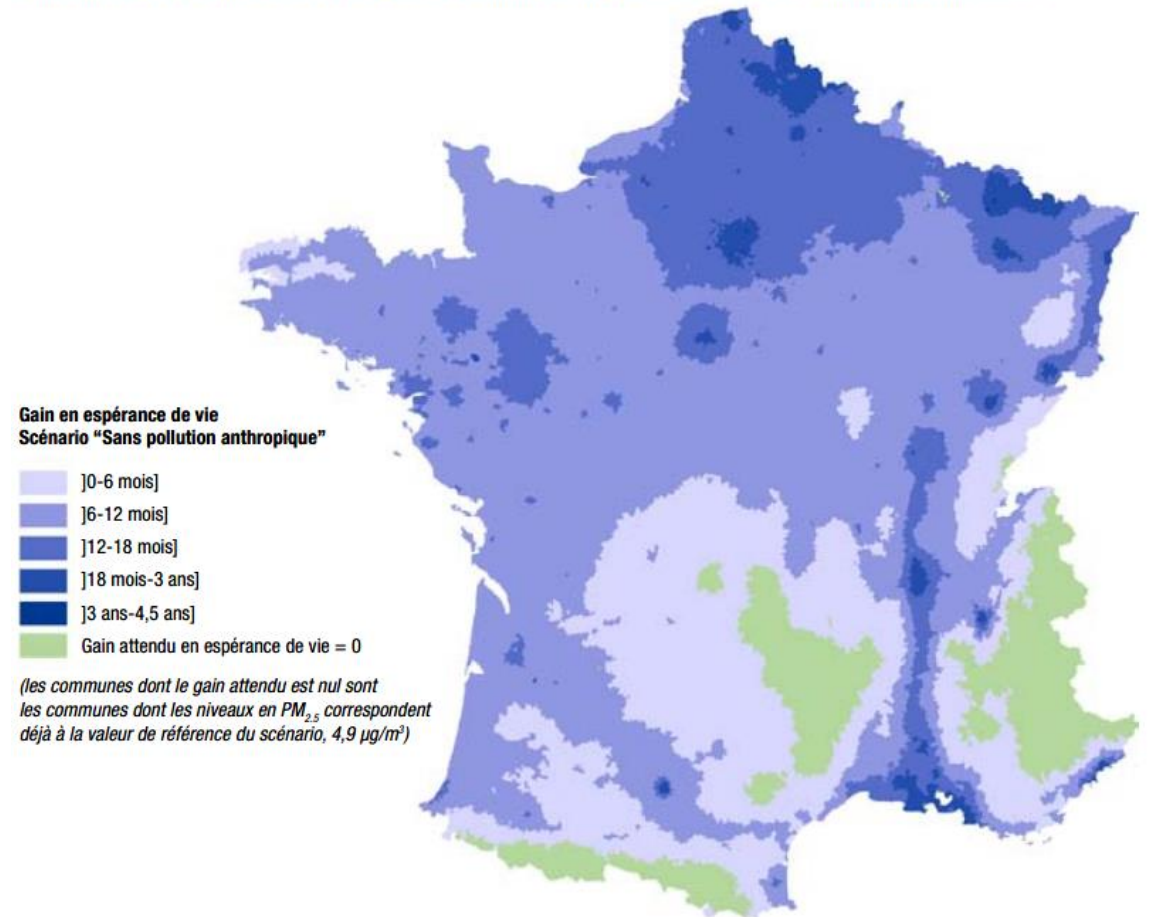 Gain en espérance de vie
Scénario “Sans pollution anthropique”
]0-6 mois]
]6-12 mois]
]12-18 mois]
]18 mois-3 ans]
]3 ans-4,5 ans]
Gain attendu en espérance de vie = 0
(les communes dont le gain attendu est nul sont
les communes dont les niveaux en PM2.5 correspondent
déjà à la valeur de référence du scénario, 4,9 µg/m³)